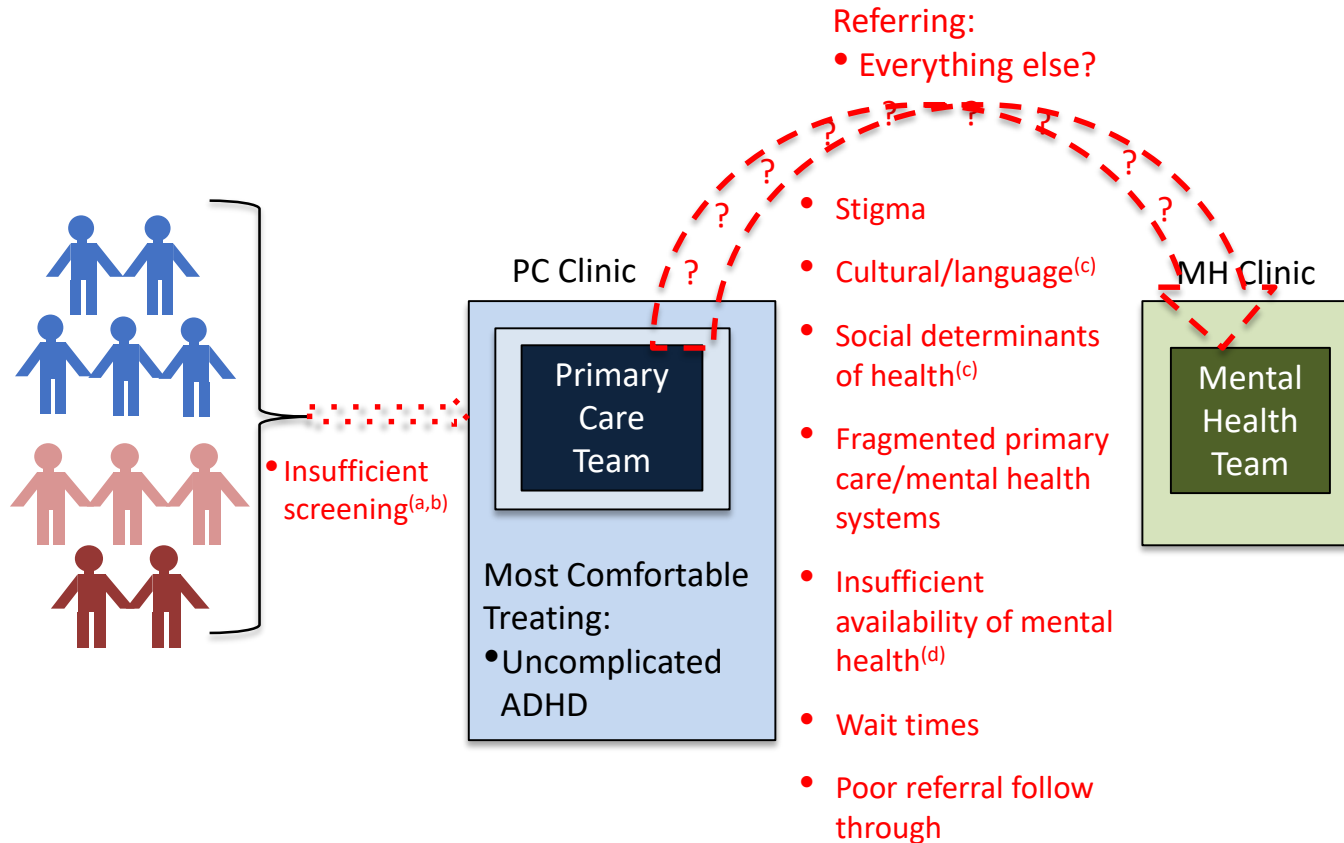 Referring:
• Everything else?
?
?
?
?
?
?
?
?
?
• Insufficient
screening(a,b)
PC Clinic
Primary
Care
Team
Most Comfortable
Treating:
•Uncomplicated
ADHD
• Stigma
• Cultural/language(c)
• Social determinants
of health(c)
• Fragmented primary
care/mental health
systems
• Insufficient
availability of mental
health(d)
• Wait times
• Poor referral follow
through
MH Clinic
Mental
Health
Team